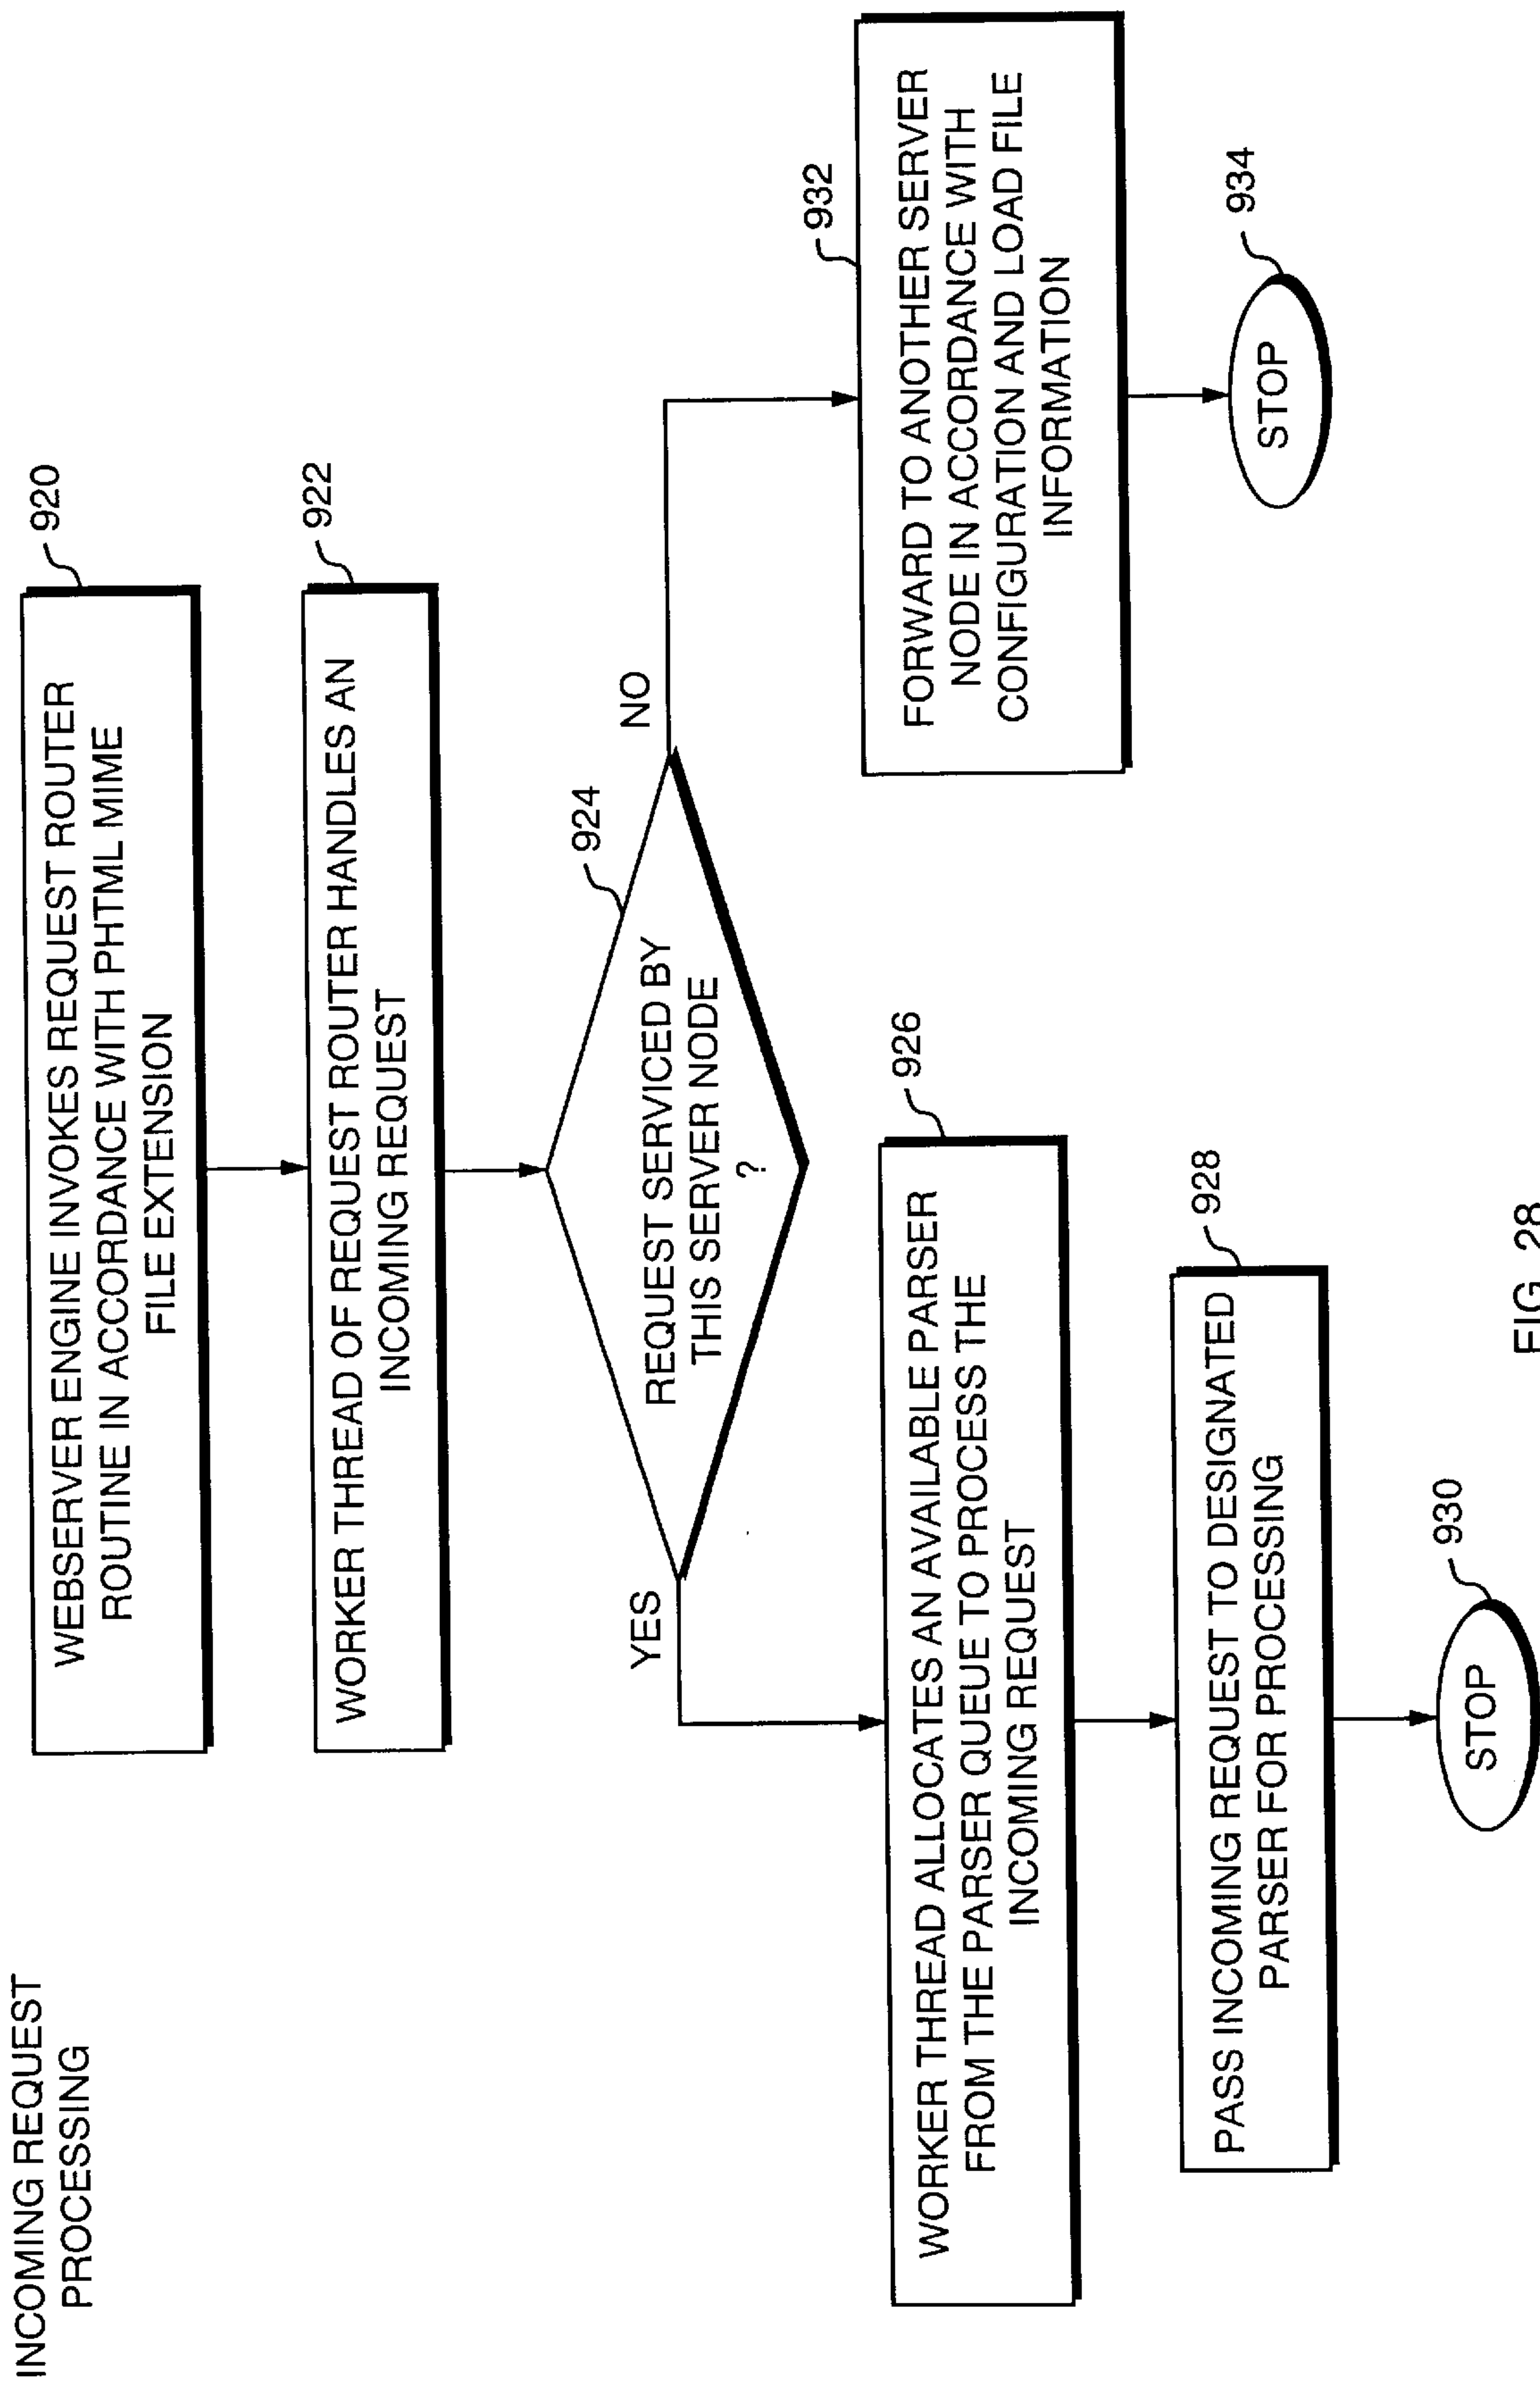 INCOMING REQUEST
PROCESSING
920
WEBSERVER ENGINE INVOKES REQUEST ROUTER
ROUTINE IN ACCORDANCE WITH PHTML MIME
FILE EXTENSION
922
WORKER THREAD OF REQUEST ROUTER HANDLES AN
INCOMING REQUEST
924
REQUEST SERVICED BY
THIS SERVER NODE
?
YES
NO
926
WORKER THREAD ALLOCATES AN AVAILABLE PARSER
FROM THE PARSER QUEUE TO PROCESS THE
INCOMING REQUEST
928
PASS INCOMING REQUEST TO DESIGNATED
PARSER FOR PROCESSING
930
STOP
932
FORWARD TO ANOTHER SERVER
NODE IN ACCORDANCE WITH
CONFIGURATION AND LOAD FILE
INFORMATION
934
STOP
FIG. 28